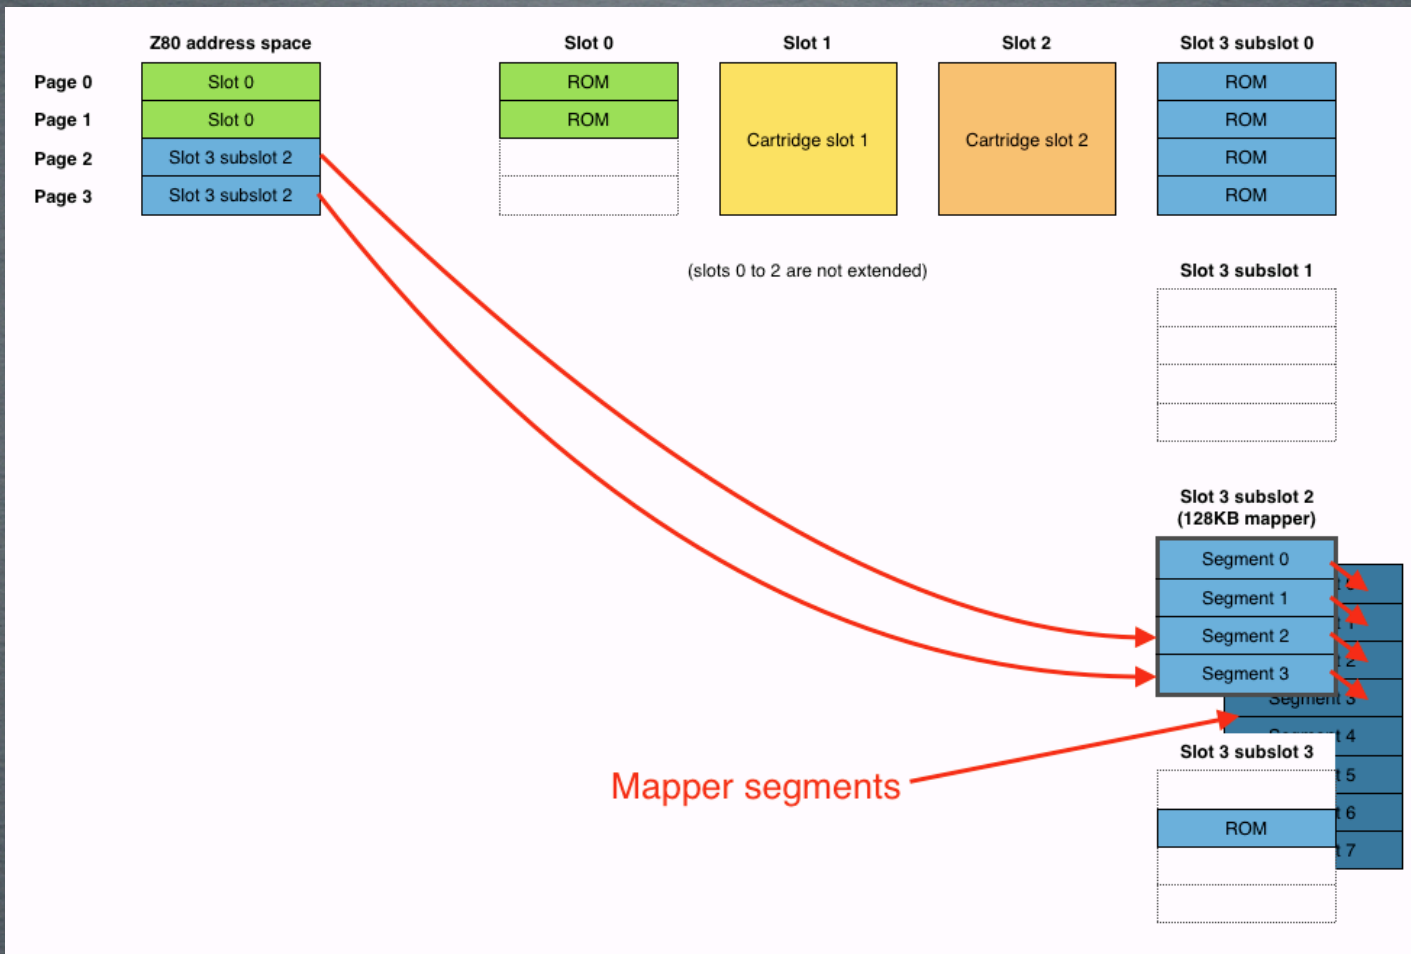 Z80 address space
Slot 0
Slot 1
Slot 2
Slot 3 subslot 0
Page 0
Slot 0
ROM
ROM
Page 1
Slot 0
ROM
Cartridge slot 1
Cartridge slot 2
ROM
Page 2
Slot 3 subslot 2
ROM
Page 3
Slot 3 subslot 2
ROM
(slots 0 to 2 are not extended)
Slot 3 subslot 1
Slot 3 subslot 2
(128KB mapper)
Segment 0
Segment 1
Segment 2
Segment 3
Segment 3
t 4
Slot 3 subslot 3
t 5
Mapper segments
t 6
ROM
t 7